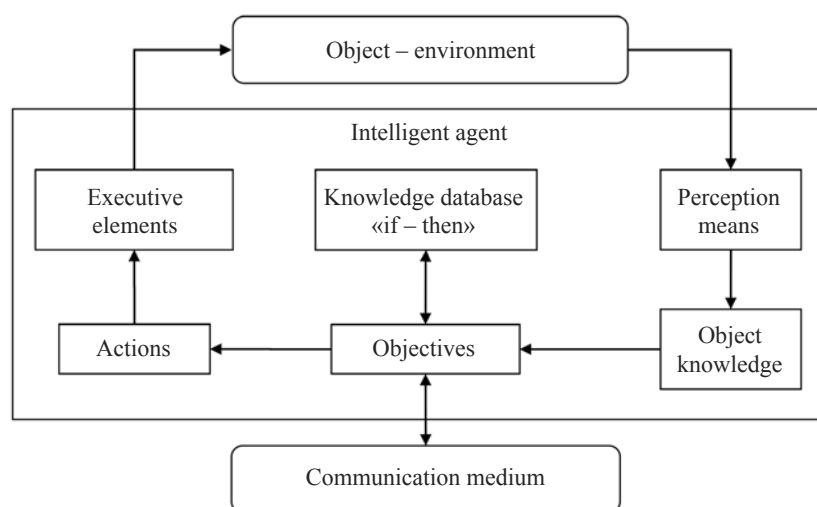 Object – environment
Intelligent agent
Executive
elements
Knowledge database
«if – then»
Perception
means
Actions
Objectives
Object
knowledge
Communication medium